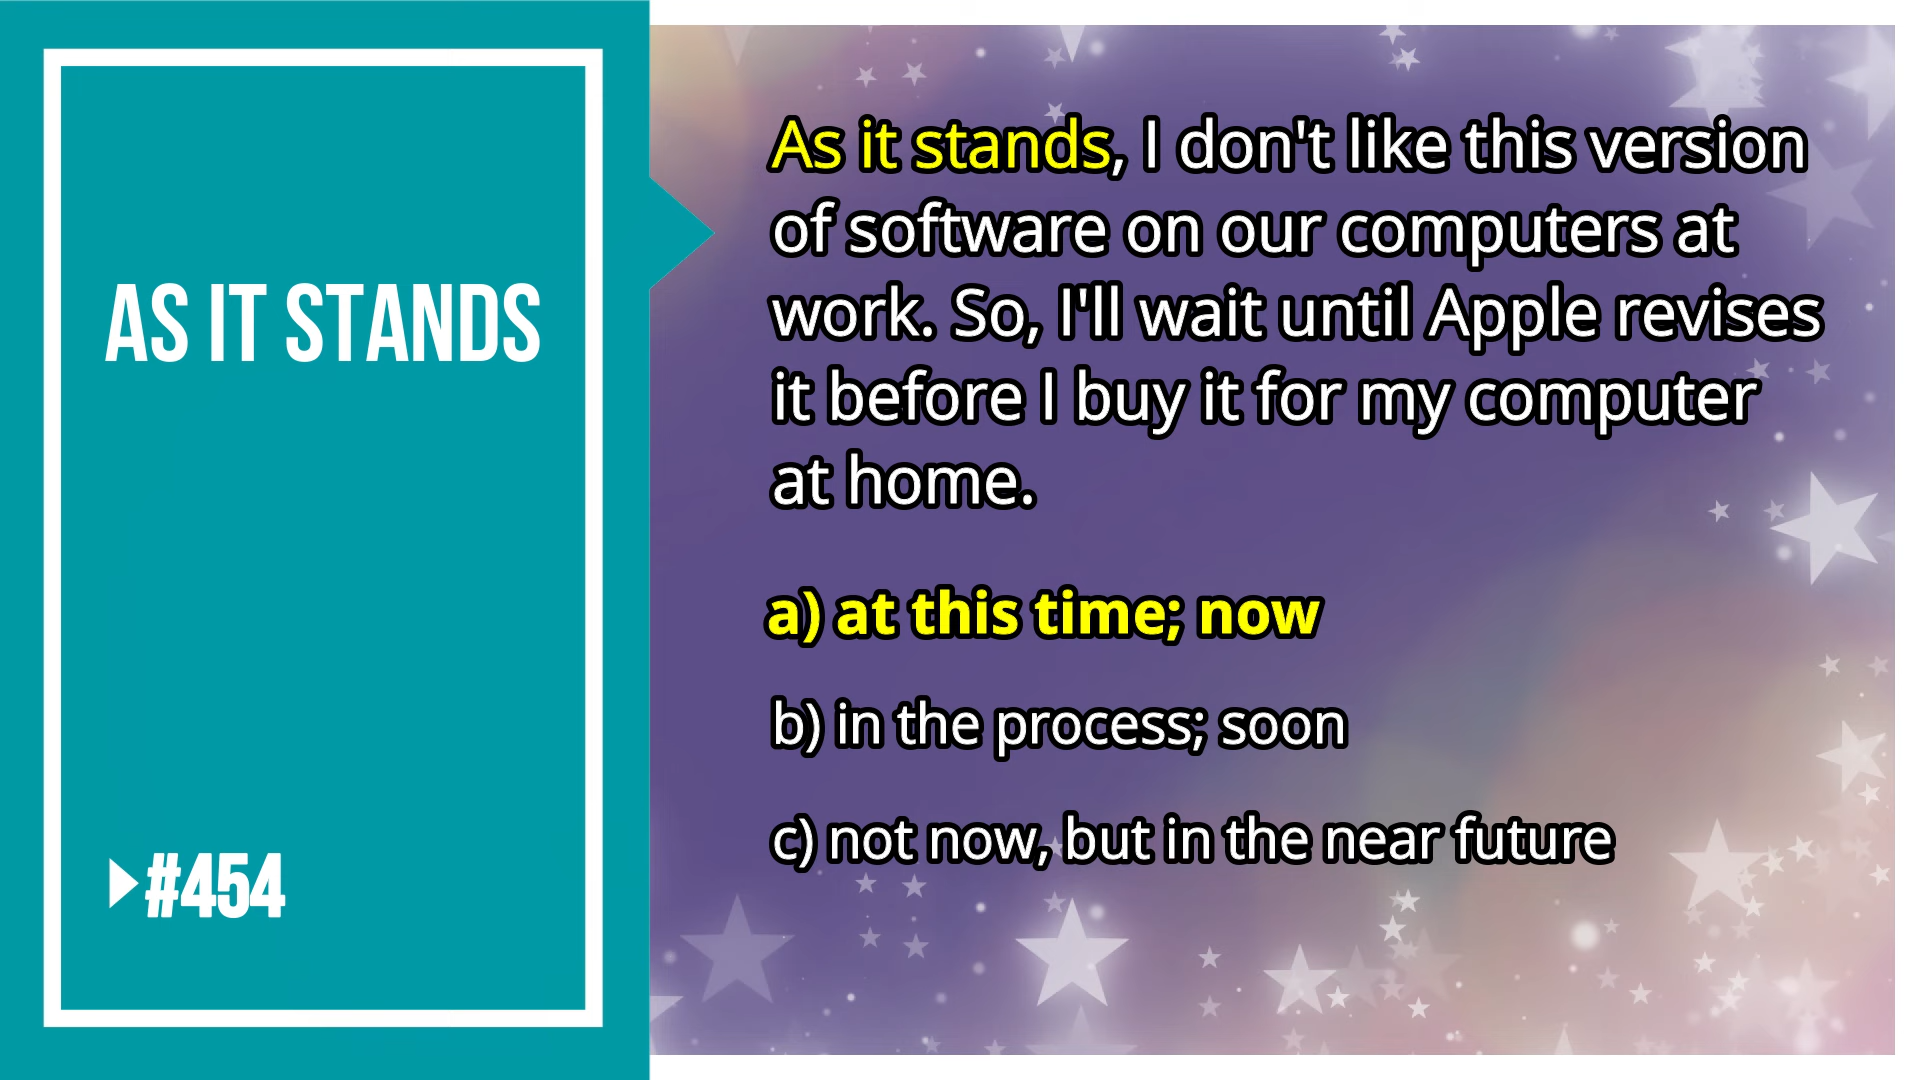 AS IT STANDS
#454
As it stands, I don't like this version
of software on our computers at
work. So, I'll wait until Apple revises
it before I buy it for my computer
at home.
a) at this time; now
b) in the process; soon
c) not now, but in the near future